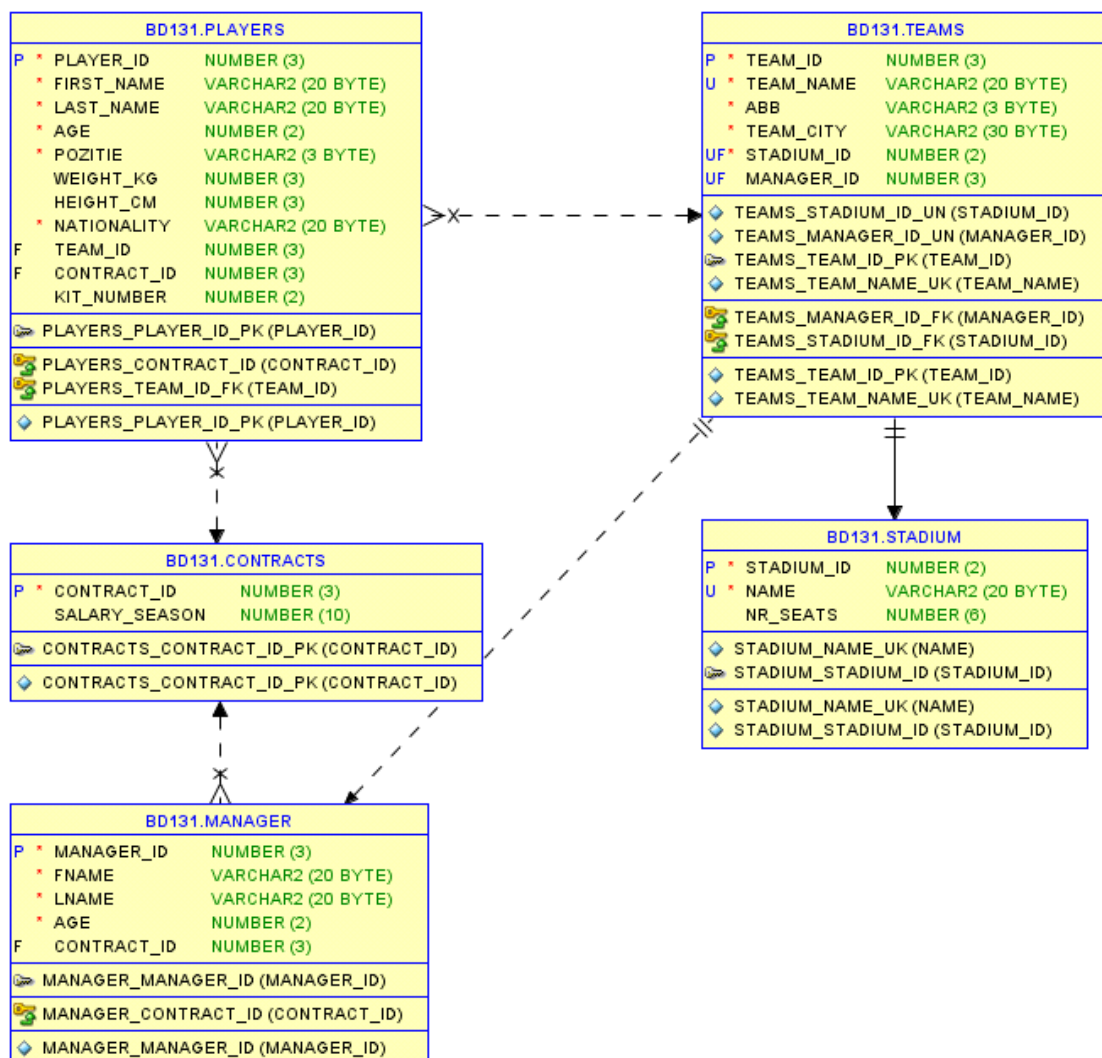 BD131.PLAYERS
P * PLAYER_ID NUMBER (3)
* FIRST_NAME VARCHAR2 (20 BYTE)
* LAST_NAME VARCHAR2 (20 BYTE)
* AGE NUMBER (2)
* POZITIE VARCHAR2 (3 BYTE)
WEIGHT_KG NUMBER (3)
HEIGHT_CM NUMBER (3)
* NATIONALITY VARCHAR2 (20 BYTE)
F TEAM_ID NUMBER (3)
F CONTRACT_ID NUMBER (3)
KIT_NUMBER NUMBER (2)
PLAYERS_PLAYER_ID_PK (PLAYER_ID)
PLAYERS_CONTRACT_ID (CONTRACT_ID)
PLAYERS_TEAM_ID_FK (TEAM_ID)
PLAYERS_PLAYER_ID_PK (PLAYER_ID)
BD131.TEAMS
P * TEAM_ID NUMBER (3)
U * TEAM_NAME VARCHAR2 (20 BYTE)
* ABB VARCHAR2 (3 BYTE)
* TEAM_CITY VARCHAR2 (30 BYTE)
UF * STADIUM_ID NUMBER (2)
UF MANAGER_ID NUMBER (3)
TEAMS_STADIUM_ID_UN (STADIUM_ID)
TEAMS_MANAGER_ID_UN (MANAGER_ID)
TEAMS_TEAM_ID_PK (TEAM_ID)
TEAMS_TEAM_NAME_UK (TEAM_NAME)
TEAMS_MANAGER_ID_FK (MANAGER_ID)
TEAMS_STADIUM_ID_FK (STADIUM_ID)
TEAMS_TEAM_ID_PK (TEAM_ID)
TEAMS_TEAM_NAME_UK (TEAM_NAME)
BD131.CONTRACTS
P * CONTRACT_ID NUMBER (3)
SALARY_SEASON NUMBER (10)
CONTRACTS_CONTRACT_ID_PK (CONTRACT_ID)
CONTRACTS_CONTRACT_ID_PK (CONTRACT_ID)
BD131.STADIUM
P * STADIUM_ID NUMBER (2)
U * NAME VARCHAR2 (20 BYTE)
NR_SEATS NUMBER (6)
STADIUM_NAME_UK (NAME)
STADIUM_STADIUM_ID (STADIUM_ID)
STADIUM_NAME_UK (NAME)
STADIUM_STADIUM_ID (STADIUM_ID)
BD131.MANAGER
P * MANAGER_ID NUMBER (3)
* FNAME VARCHAR2 (20 BYTE)
* LNAME VARCHAR2 (20 BYTE)
* AGE NUMBER (2)
F CONTRACT_ID NUMBER (3)
MANAGER_MANAGER_ID (MANAGER_ID)
MANAGER_CONTRACT_ID (CONTRACT_ID)
MANAGER_MANAGER_ID (MANAGER_ID)